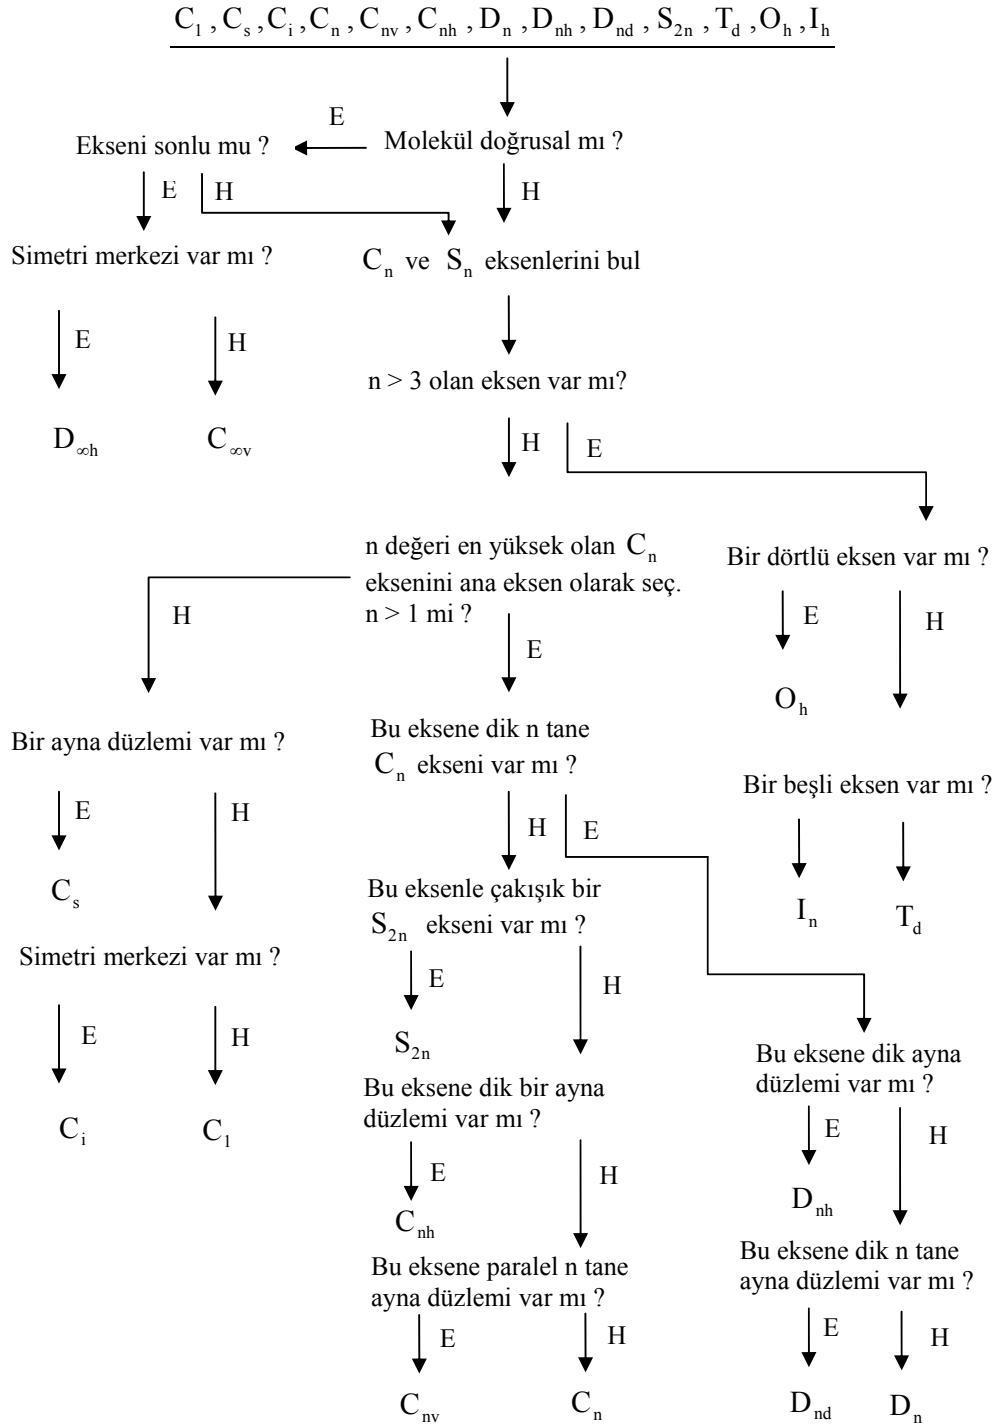 C₁ , Cₛ , Cᵢ , Cₙ , Cₙᵥ , Cₙₕ , Dₙ , Dₙₕ , Dₙd , S₂ₙ , Td , Oₕ , Iₕ
E
Ekseni sonlu mu ?
Molekül doğrusal mı ?
E
H
H
Simetri merkezi var mı ?
Cₙ ve Sₙ eksenlerini bul
E
H
n > 3 olan eksen var mı?
D∞h
C∞v
H
E
n değeri en yüksek olan Cₙ
eksenini ana eksen olarak seç.
n > 1 mi ?
Bir dörtlü eksen var mı ?
H
E
E
H
Oₕ
Bir ayna düzlemi var mı ?
Bu eksene dik n tane
Cₙ ekseni var mı ?
Bir beşli eksen var mı ?
E
H
H
E
Cₛ
Bu eksenle çakışık bir
S₂ₙ ekseni var mı ?
Iₙ
Td
Simetri merkezi var mı ?
E
H
E
H
S₂ₙ
Bu eksene dik ayna
düzlemi var mı ?
Bu eksene dik bir ayna
düzlemi var mı ?
Cᵢ
C₁
E
H
E
H
Dₙₕ
Cₙₕ
Bu eksene dik n tane
ayna düzlemi var mı ?
Bu eksene paralel n tane
ayna düzlemi var mı ?
E
H
E
H
Cₙᵥ
Cₙ
Dₙd
Dₙ